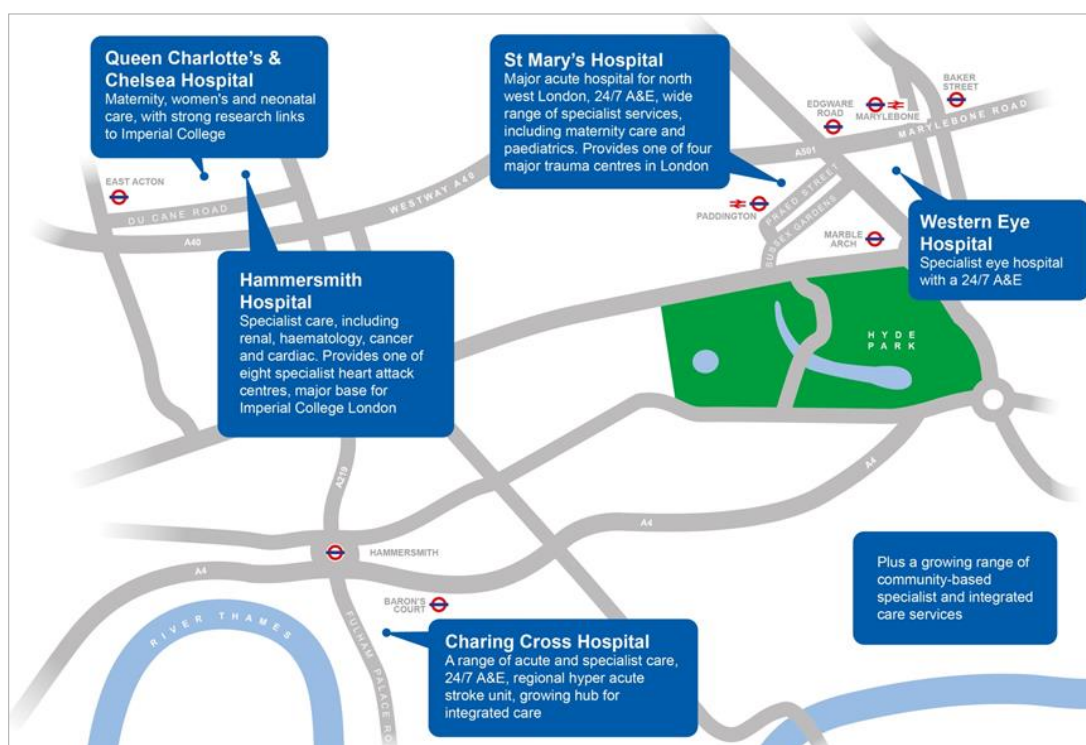 Queen Charlotte's &
Chelsea Hospital
Maternity, women's and neonatal
care, with strong research links
to Imperial College
St Mary's Hospital
Major acute hospital for north
west London, 24/7 A&E, wide
range of specialist services,
including maternity care and
paediatrics. Provides one of four
major trauma centres in London
BAKER
STREET
EDGWARE
ROAD
MARYLEBONE
MARYLEBONE ROAD
A501
EAST ACTON
DU CANE ROAD
WESTWAY A40
A40
PADDINGTON
PRAED STREET
SUSSEX GARDENS
MARBLE
ARCH
Western Eye
Hospital
Specialist eye hospital
with a 24/7 A&E
Hammersmith
Hospital
Specialist care, including
renal, haematology, cancer
and cardiac. Provides one of
eight specialist heart attack
centres, major base for
Imperial College London
HYDE
PARK
A219
A4
A4
HAMMERSMITH
A4
BARON'S
COURT
RIVER THAMES
FULHAM PALACE RO
Charing Cross Hospital
A range of acute and specialist care,
24/7 A&E, regional hyper acute
stroke unit, growing hub for
integrated care
Plus a growing range of
community-based
specialist and integrated
care services